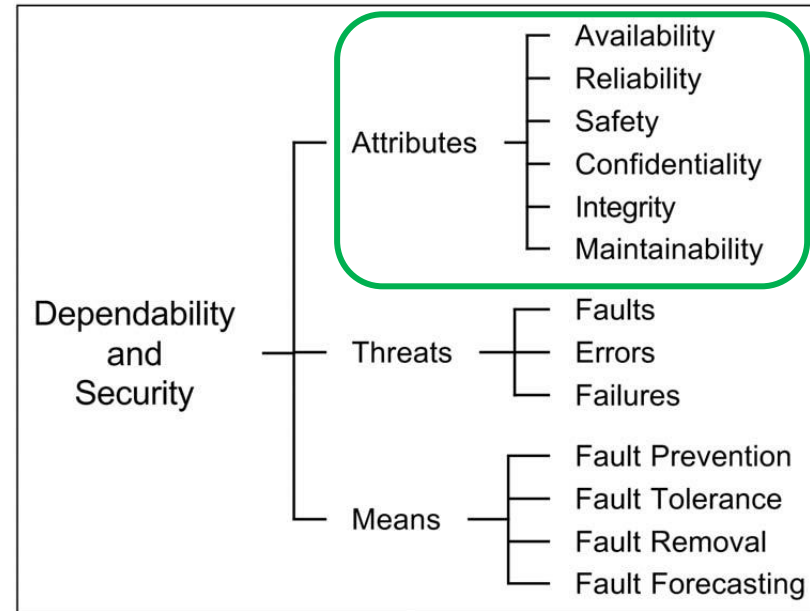 Dependability
and
Security
Attributes
Availability
Reliability
Safety
Confidentiality
Integrity
Maintainability
Threats
Faults
Errors
Failures
Means
Fault Prevention
Fault Tolerance
Fault Removal
Fault Forecasting